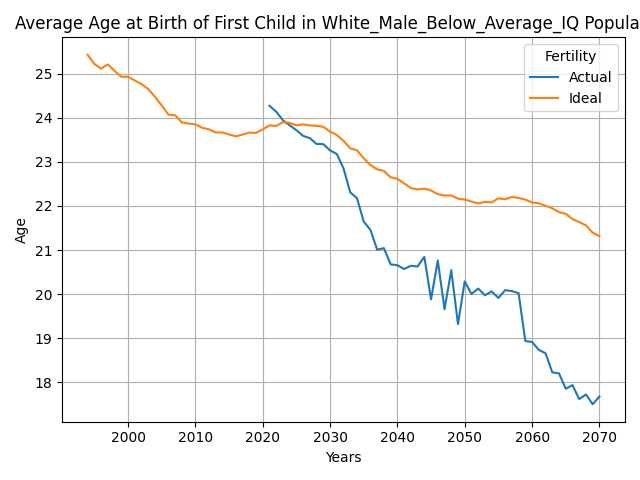 Average Age at Birth of First Child in White_Male_Below_Average_IQ Popula
Fertility
Actual
Ideal
Age
25
24
23
22
21
20
19
18
2000 2010 2020 2030 2040 2050 2060 2070
Years